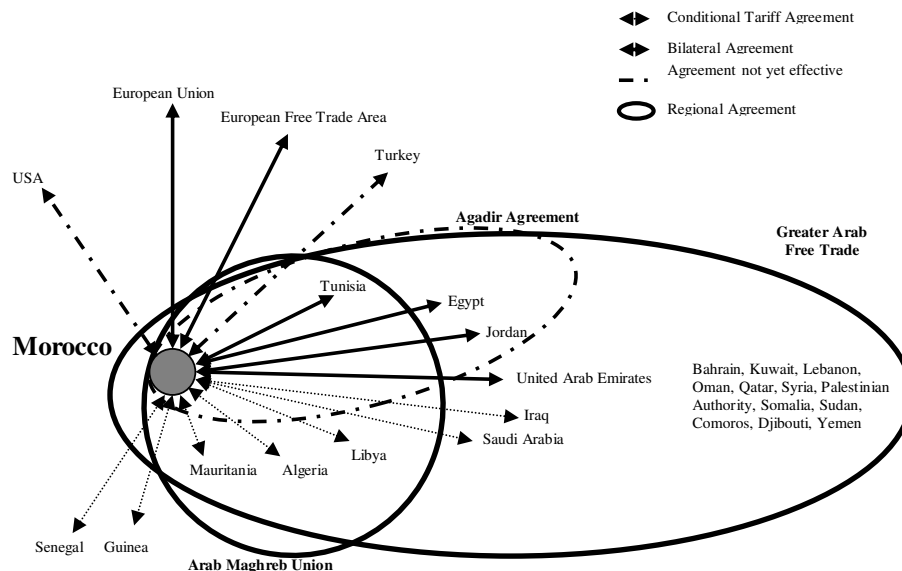 Conditional Tariff Agreement
Bilateral Agreement
Agreement not yet effective
Regional Agreement
European Union
European Free Trade Area
Turkey
USA
Agadir Agreement
Greater Arab
Free Trade
Tunisia
Egypt
Jordan
Morocco
United Arab Emirates
Bahrain, Kuwait, Lebanon,
Oman, Qatar, Syria, Palestinian
Authority, Somalia, Sudan,
Comoros, Djibouti, Yemen
Iraq
Saudi Arabia
Libya
Mauritania
Algeria
Senegal
Guinea
Arab Maghreb Union